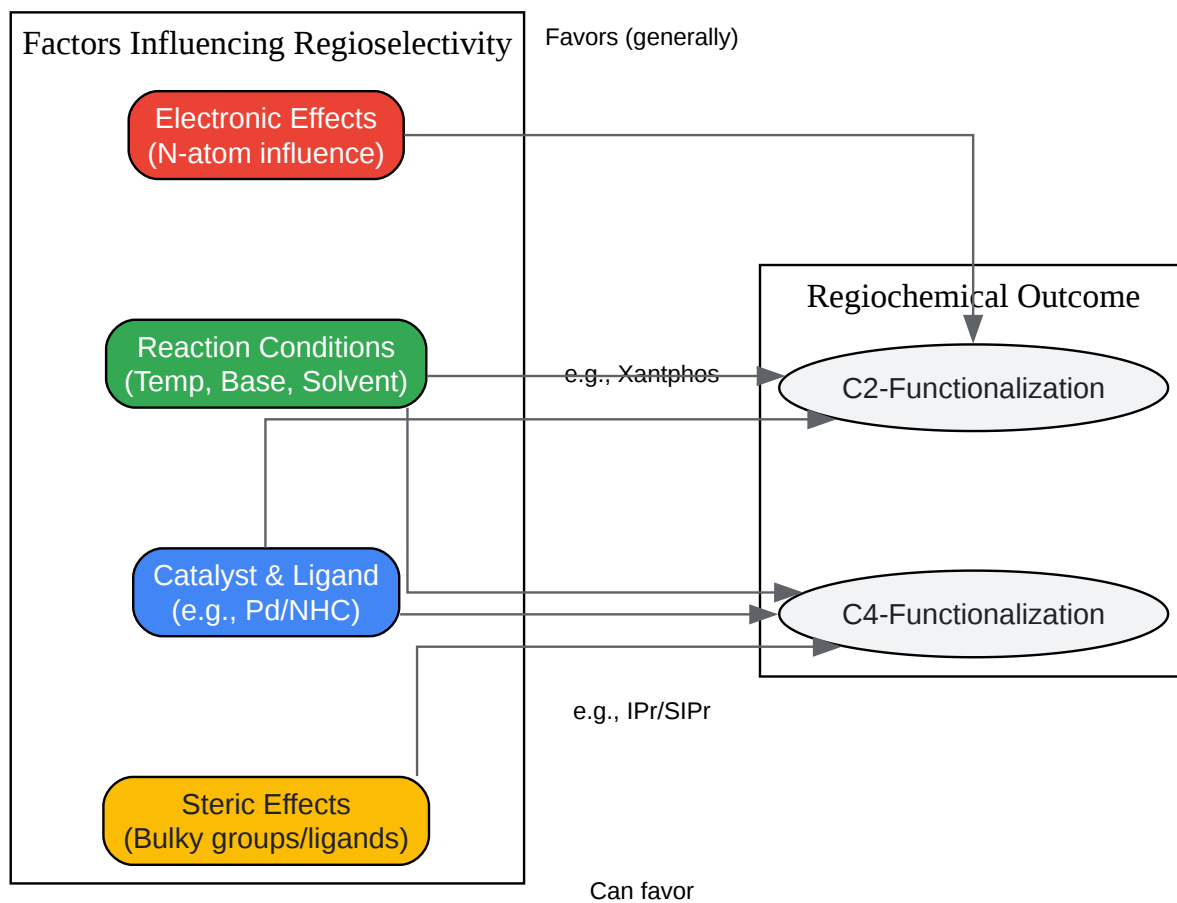 Factors Influencing Regioselectivity
Favors (generally)
Electronic Effects
(N-atom influence)
Regiochemical Outcome
Reaction Conditions
(Temp, Base, Solvent)
e.g., Xantphos
C2-Functionalization
Catalyst & Ligand
(e.g., Pd/NHC)
C4-Functionalization
e.g., IPr/SIPr
Steric Effects
(Bulky groups/ligands)
Can favor